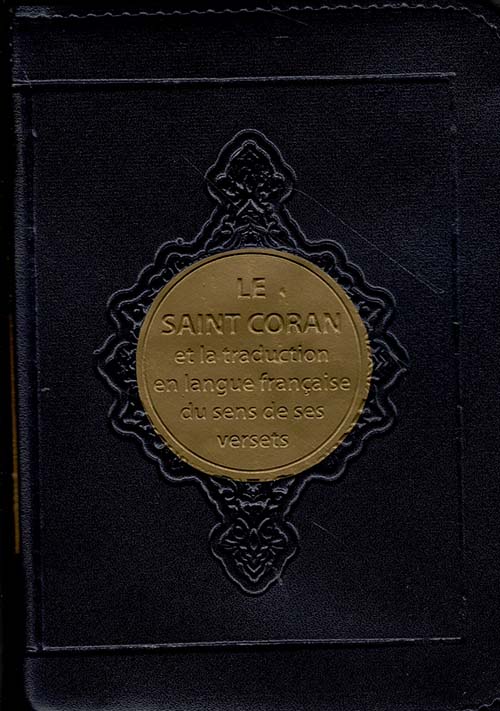 LE
SAINT CORAN
et la traduction
en langue française
du sens de ses
versets